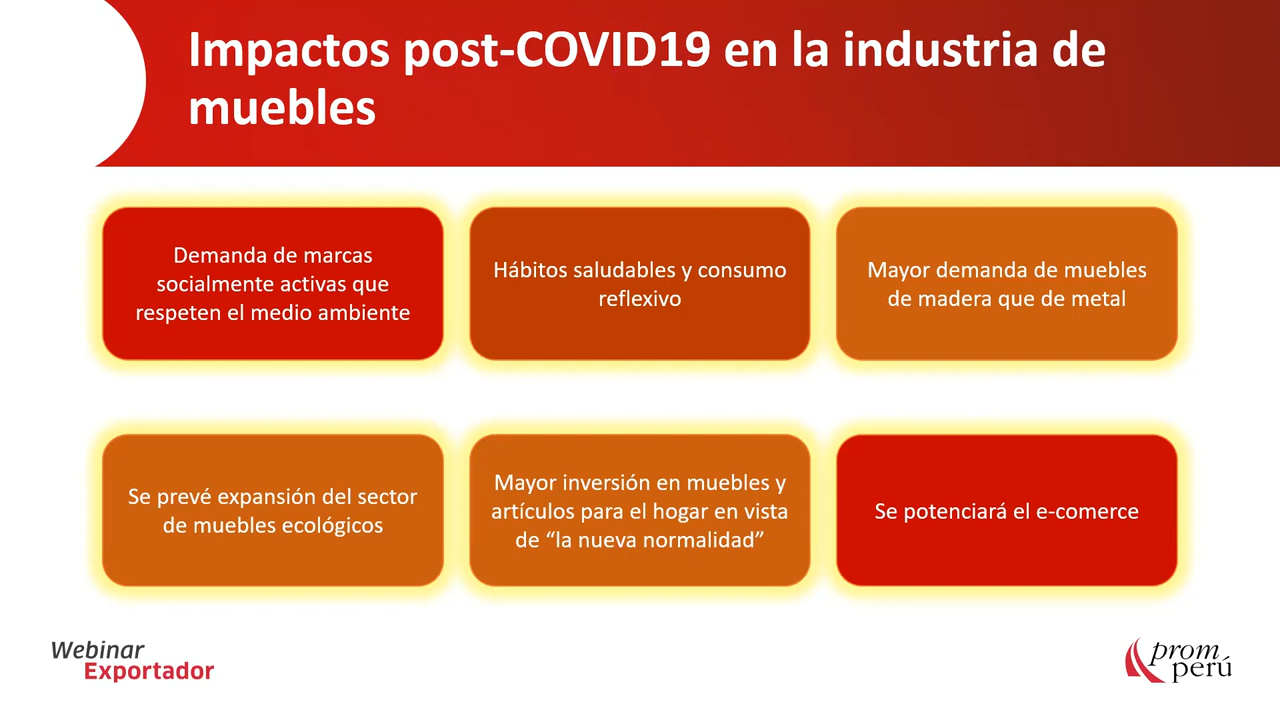 Impactos post-COVID19 en la industria de
muebles
Demanda de marcas
socialmente activas que
respeten el medio ambiente
Hábitos saludables y consumo
reflexivo
Mayor demanda de muebles
de madera que de metal
Se prevé expansión del sector
de muebles ecológicos
Mayor inversión en muebles y
artículos para el hogar en vista
de “la nueva normalidad”
Se potenciará el e-comerce
Webinar
Exportador
prom
perú